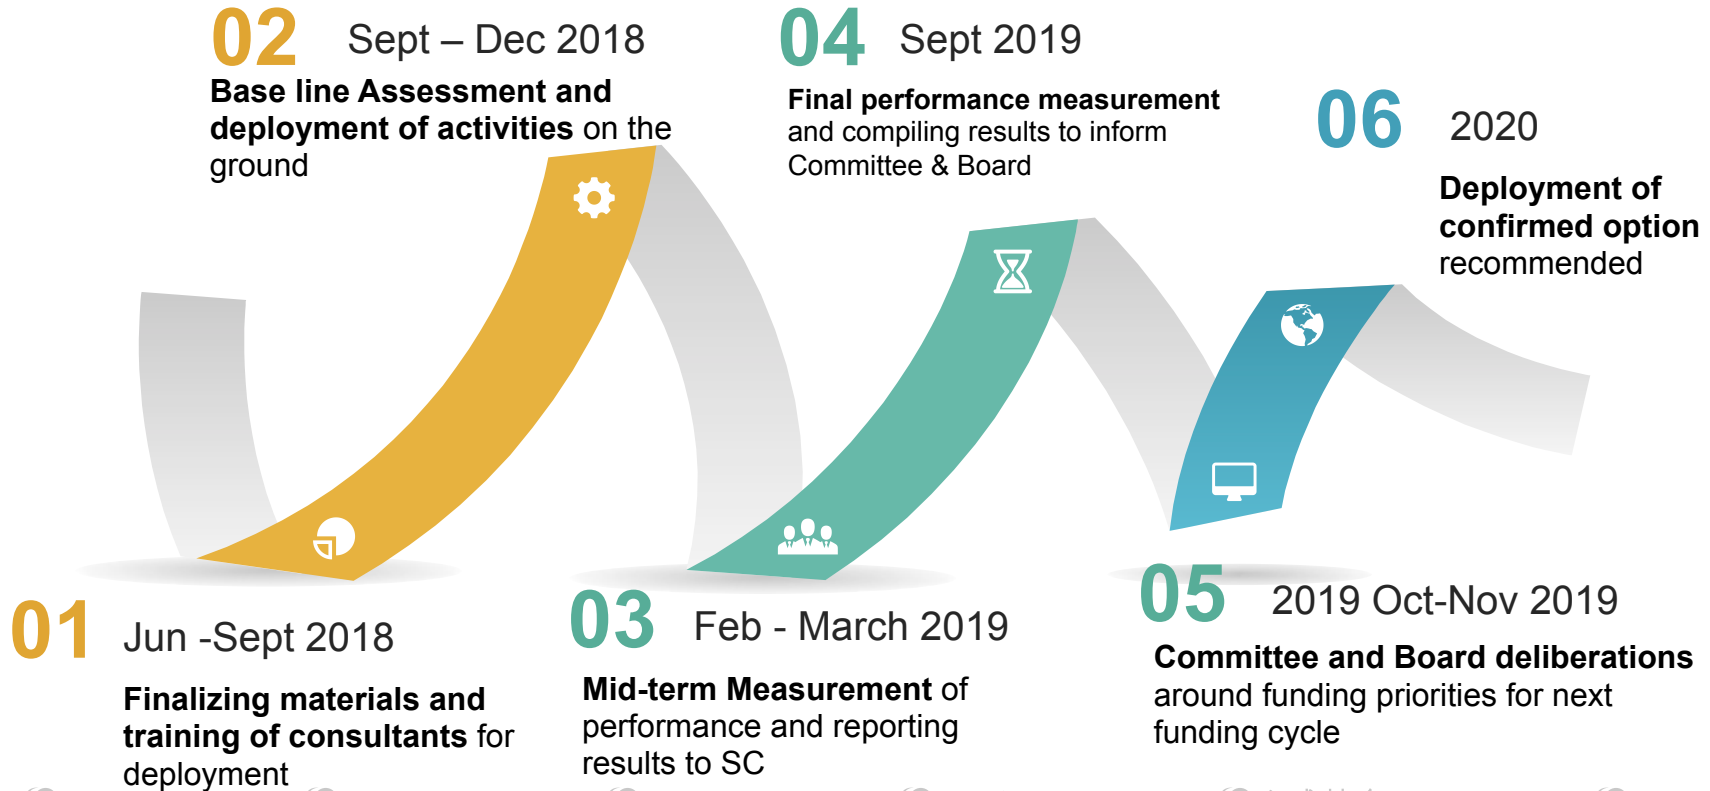 02 Sept – Dec 2018
Base line Assessment and
deployment of activities on the
ground
04 Sept 2019
Final performance measurement
and compiling results to inform
Committee & Board
06 2020
Deployment of
confirmed option
recommended
01 Jun -Sept 2018
Finalizing materials and
training of consultants for
deployment
03 Feb - March 2019
Mid-term Measurement of
performance and reporting
results to SC
05 2019 Oct-Nov 2019
Committee and Board deliberations
around funding priorities for next
funding cycle